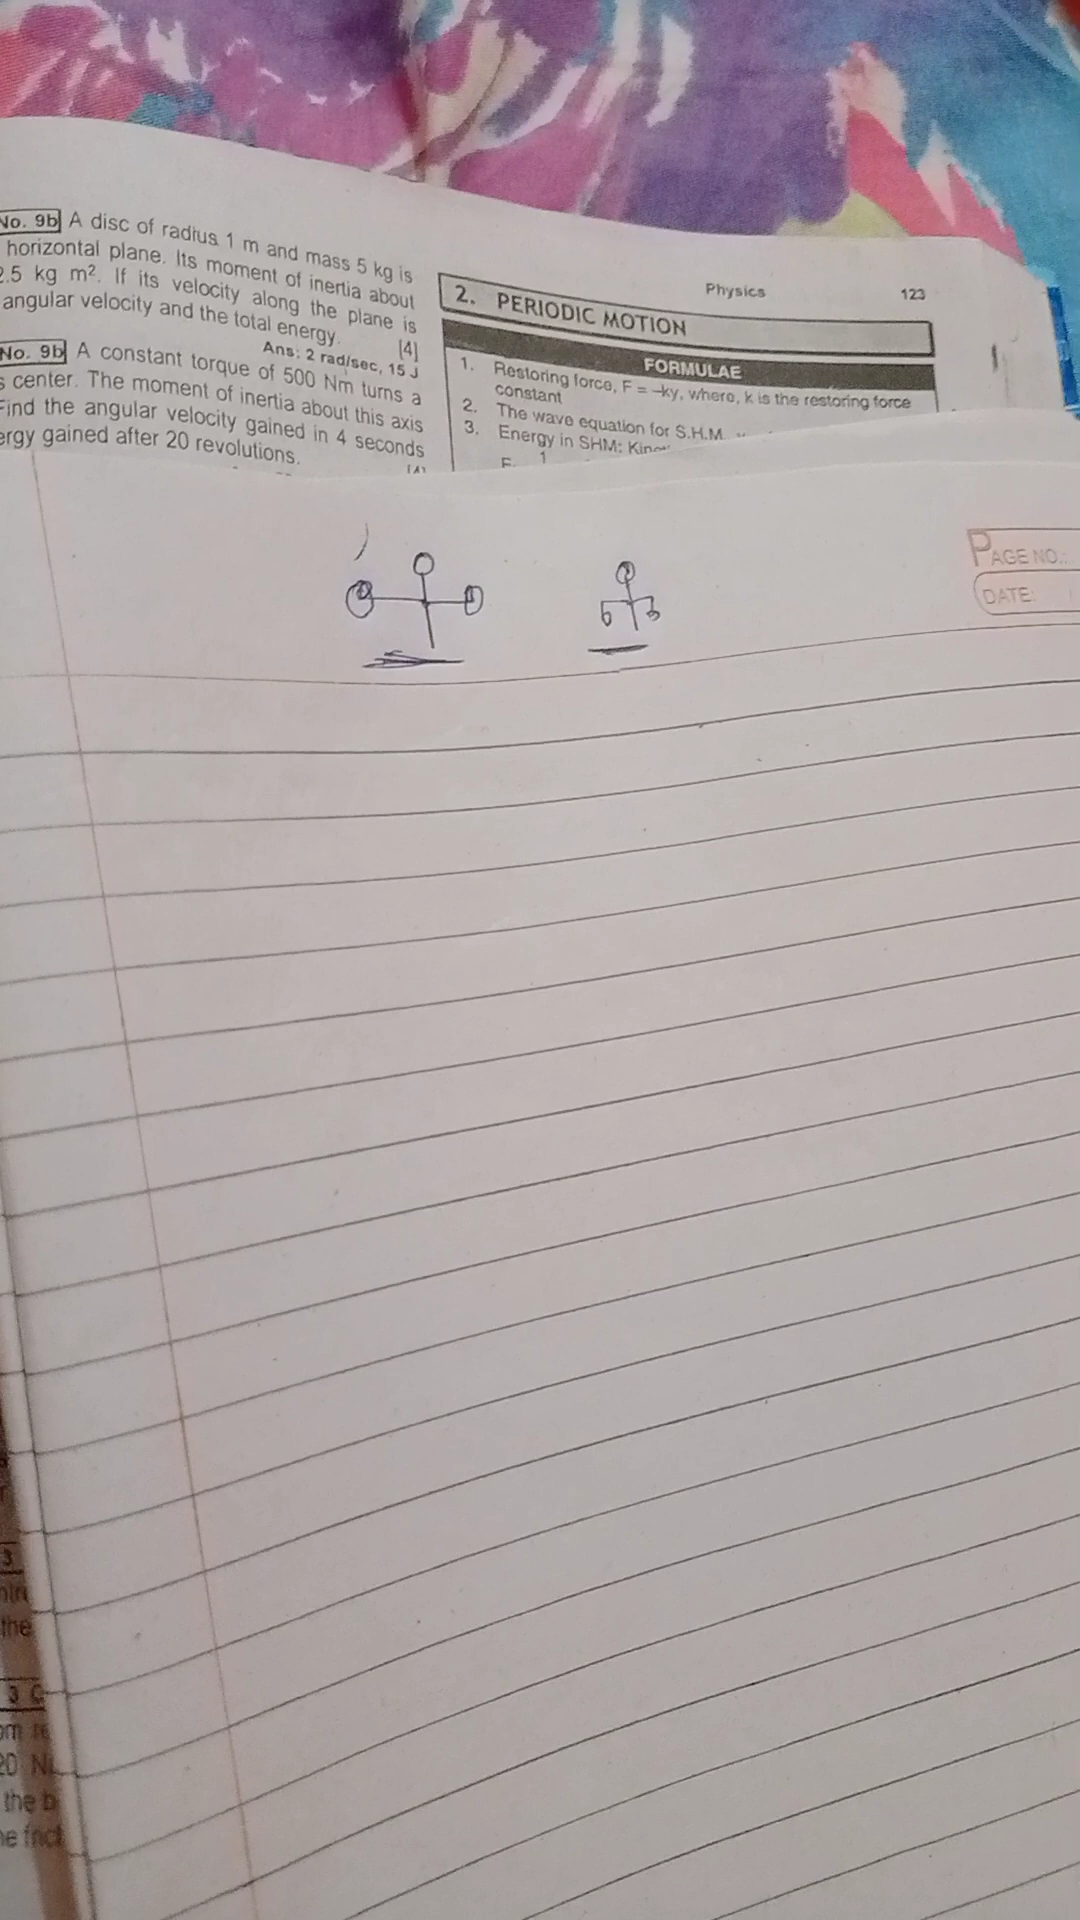 No. 9b A disc of radius 1 m and mass 5 kg is
horizontal plane. Its moment of inertia about
2.5 kg m². If its velocity along the plane is
angular velocity and the total energy. [4]
Ans: 2 rad/sec, 15 J
No. 9b A constant torque of 500 Nm turns a
s center. The moment of inertia about this axis
Find the angular velocity gained in 4 seconds
ergy gained after 20 revolutions.
Physics 123
2. PERIODIC MOTION
FORMULAE
1. Restoring force, F = –ky, where, k is the restoring force
constant
2. The wave equation for S.H.M.
3. Energy in SHM:
1
PAGE NO.:
DATE:
3
the
20
the b